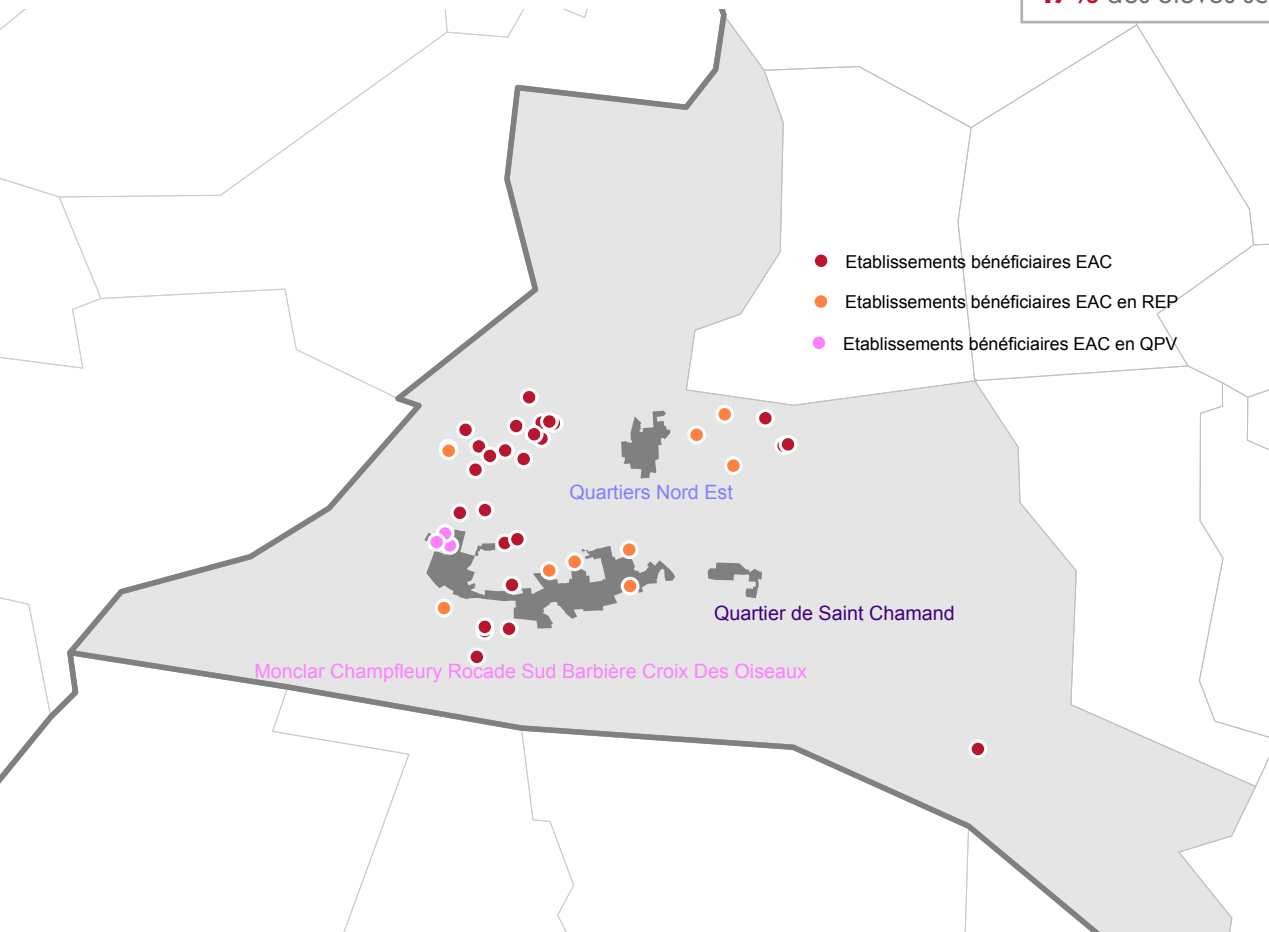 Etablissements bénéficiaires EAC
Etablissements bénéficiaires EAC en REP
Etablissements bénéficiaires EAC en QPV
Quartiers Nord Est
Quartier de Saint Chamand
Monclar Champfleury Rocade Sud Barbière Croix Des Oiseaux